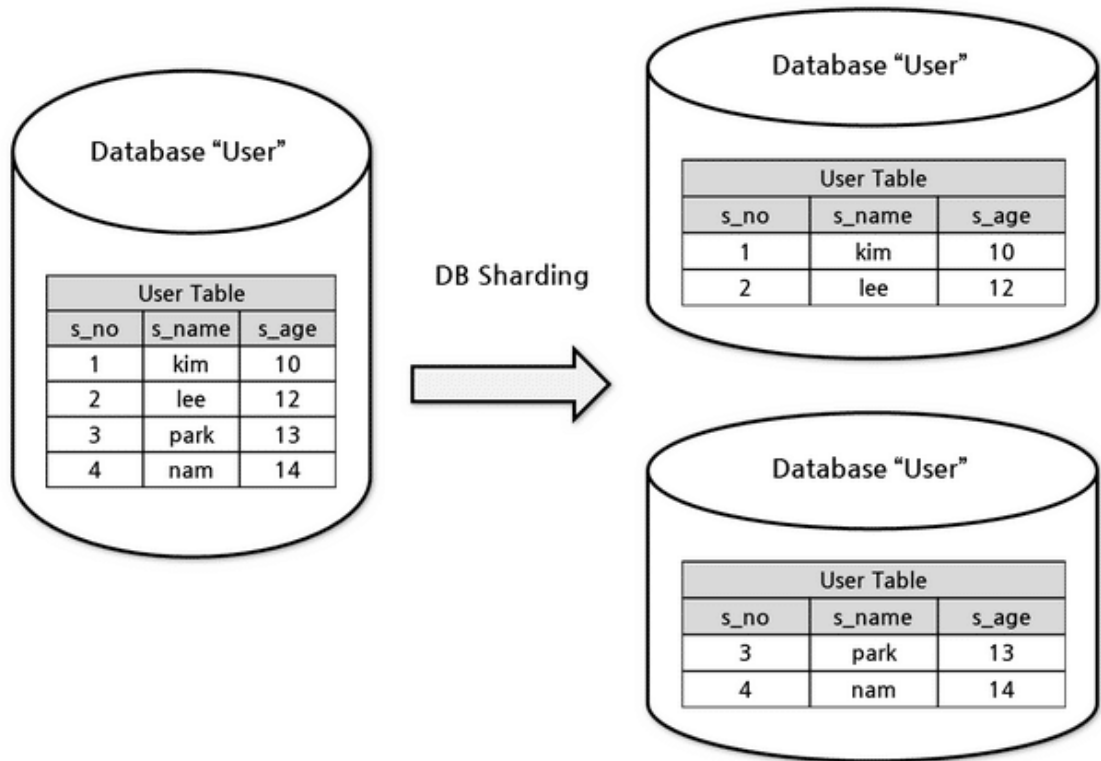 Database “User”
User Table
s_no s_name s_age
1 kim 10
2 lee 12
3 park 13
4 nam 14
DB Sharding
Database “User”
User Table
s_no s_name s_age
1 kim 10
2 lee 12
Database “User”
User Table
s_no s_name s_age
3 park 13
4 nam 14